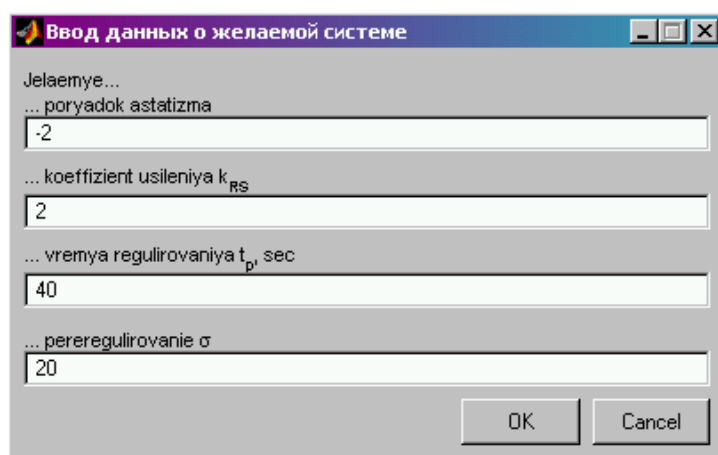 Ввод данных о желаемой системе
Jelaemye...
... poryadok astatizma
-2
... koeffizient usileniya k_RS
2
... vremya regulirovaniya t_p, sec
40
... pereregulirovanie σ
20
OK Cancel